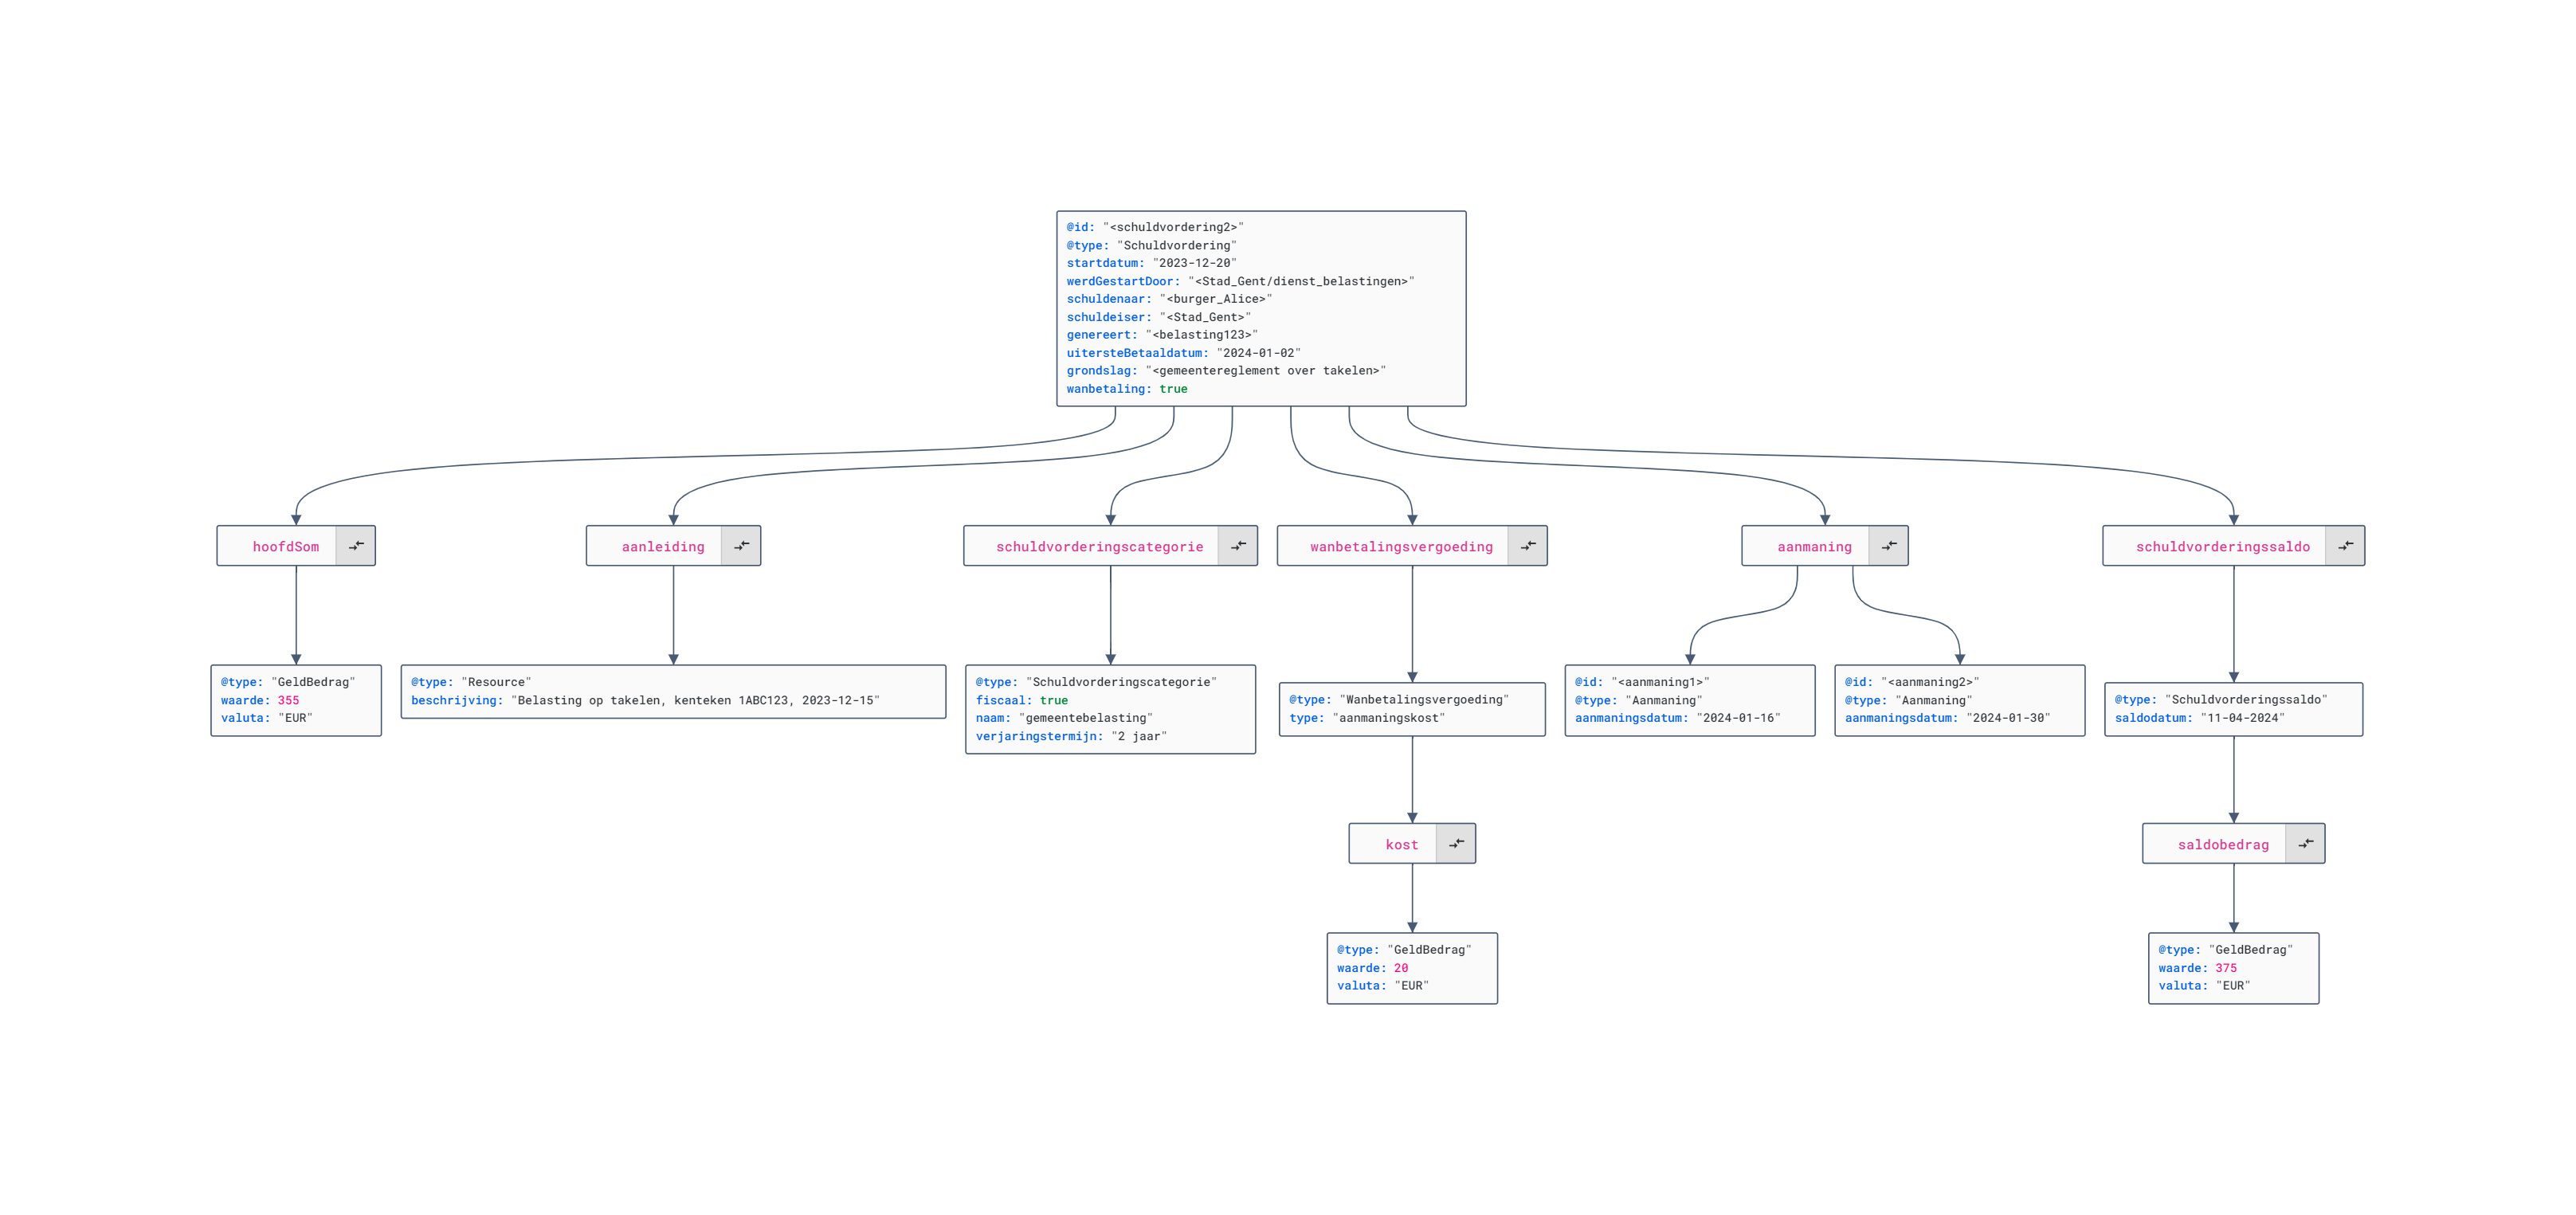 @id: "<schuldvordering2>"
@type: "Schuldvordering"
startdatum: "2023-12-20"
werdGestartDoor: "<Stad_Gent/dienst_belastingen>"
schuldenaar: "<burger_Alice>"
schuldeiser: "<Stad_Gent>"
genereert: "<belasting123>"
uitersteBetaaldatum: "2024-01-02"
grondslag: "<gemeentereglement over takelen>"
wanbetaling: true
hoofdSom
aanleiding
schuldvorderingscategorie
wanbetalingsvergoeding
aanmaning
schuldvorderingssaldo
@type: "GeldBedrag"
waarde: 355
valuta: "EUR"
@type: "Resource"
beschrijving: "Belasting op takelen, kenteken 1ABC123, 2023-12-15"
@type: "Schuldvorderingscategorie"
fiscaal: true
naam: "gemeentebelasting"
verjaringstermijn: "2 jaar"
@type: "Wanbetalingsvergoeding"
type: "aanmaningskost"
@id: "<aanmaning1>"
@type: "Aanmaning"
aanmaningsdatum: "2024-01-16"
@id: "<aanmaning2>"
@type: "Aanmaning"
aanmaningsdatum: "2024-01-30"
@type: "Schuldvorderingssaldo"
saldodatum: "11-04-2024"
kost
saldobedrag
@type: "GeldBedrag"
waarde: 20
valuta: "EUR"
@type: "GeldBedrag"
waarde: 375
valuta: "EUR"